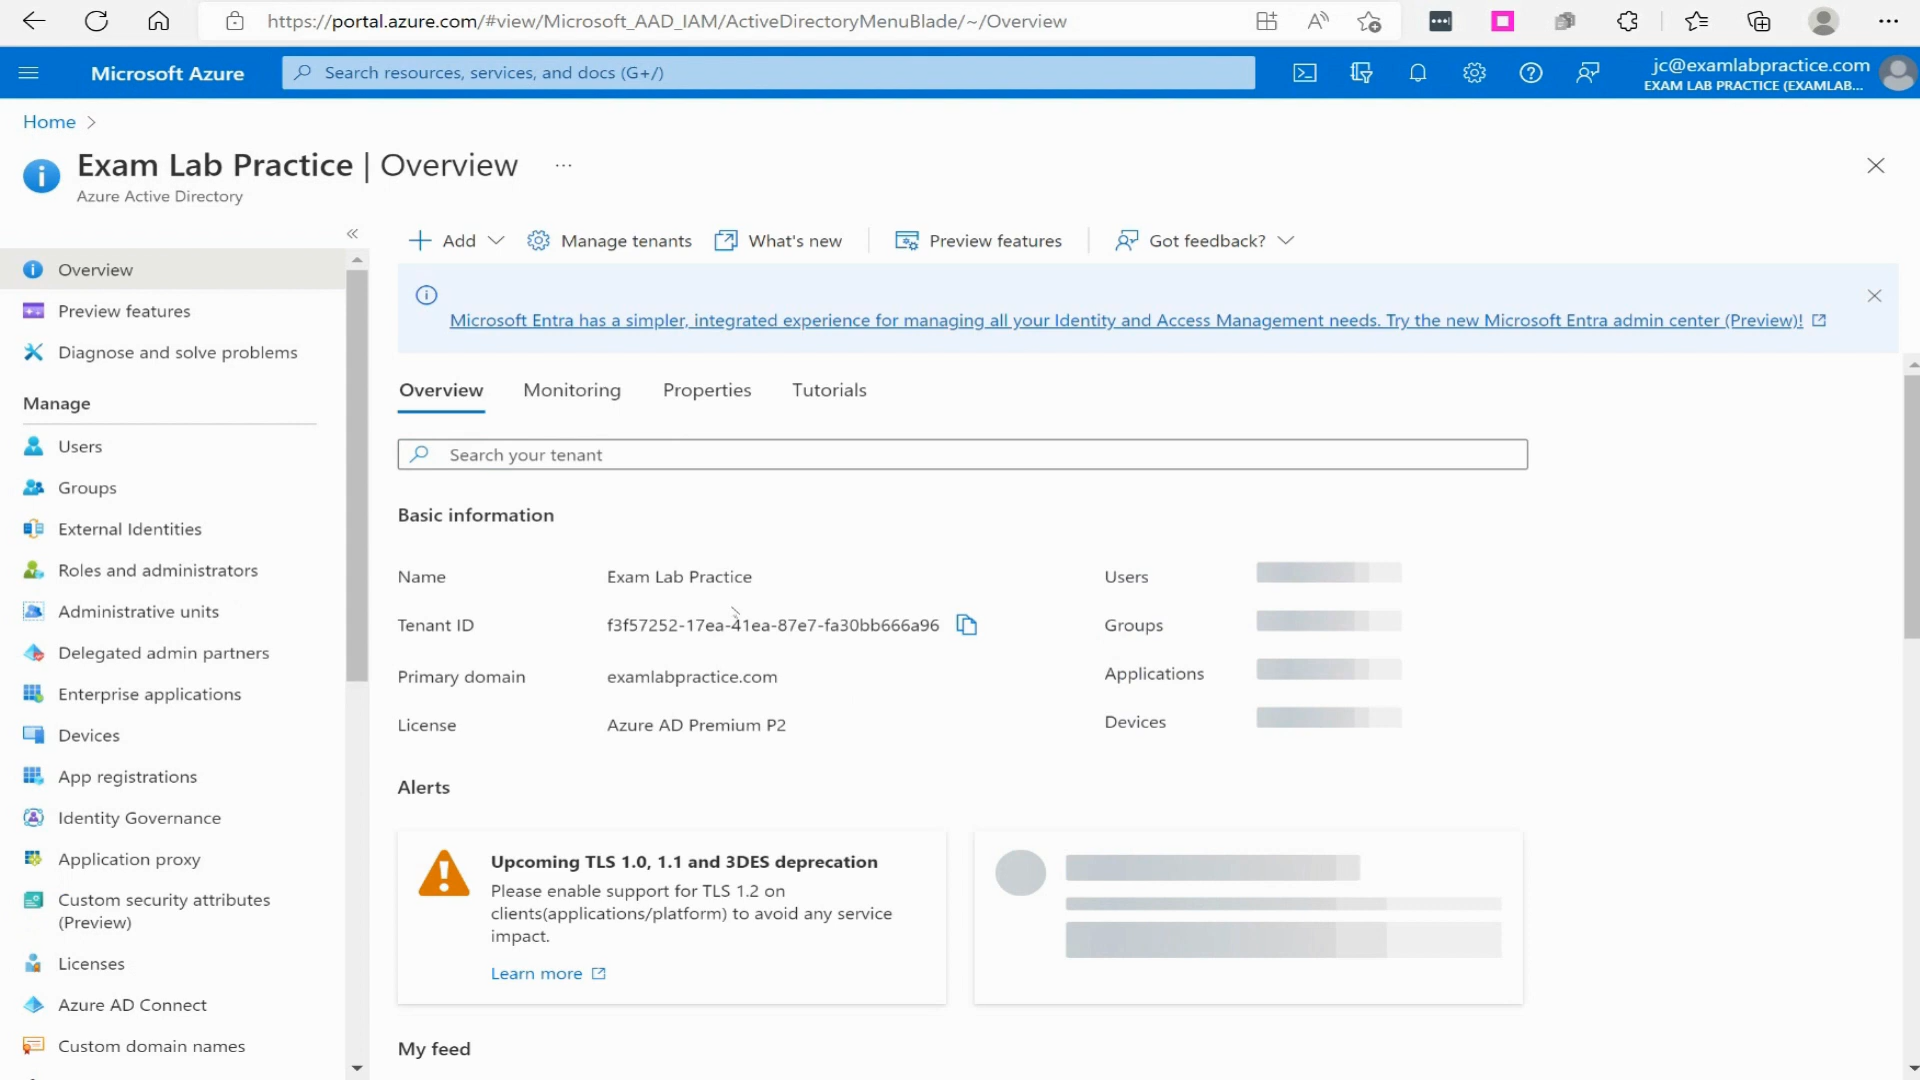 https://portal.azure.com/#view/Microsoft_AAD_IAM/ActiveDirectoryMenuBlade/~/Overview
Microsoft Azure
Search resources, services, and docs (G+/)
jc@examlabpractice.com
EXAM LAB PRACTICE (EXAMLAB...
Home
Exam Lab Practice | Overview ...
Azure Active Directory
Add
Manage tenants
What's new
Preview features
Got feedback?
Overview
Preview features
Diagnose and solve problems
Manage
Users
Groups
External Identities
Roles and administrators
Administrative units
Delegated admin partners
Enterprise applications
Devices
App registrations
Identity Governance
Application proxy
Custom security attributes
(Preview)
Licenses
Azure AD Connect
Custom domain names
Microsoft Entra has a simpler, integrated experience for managing all your Identity and Access Management needs. Try the new Microsoft Entra admin center (Preview)!
Overview
Monitoring
Properties
Tutorials
Search your tenant
Basic information
Name Exam Lab Practice
Tenant ID f3f57252-17ea-41ea-87e7-fa30bb666a96
Primary domain examlabpractice.com
License Azure AD Premium P2
Users
Groups
Applications
Devices
Alerts
Upcoming TLS 1.0, 1.1 and 3DES deprecation
Please enable support for TLS 1.2 on
clients(applications/platform) to avoid any service
impact.
Learn more
My feed